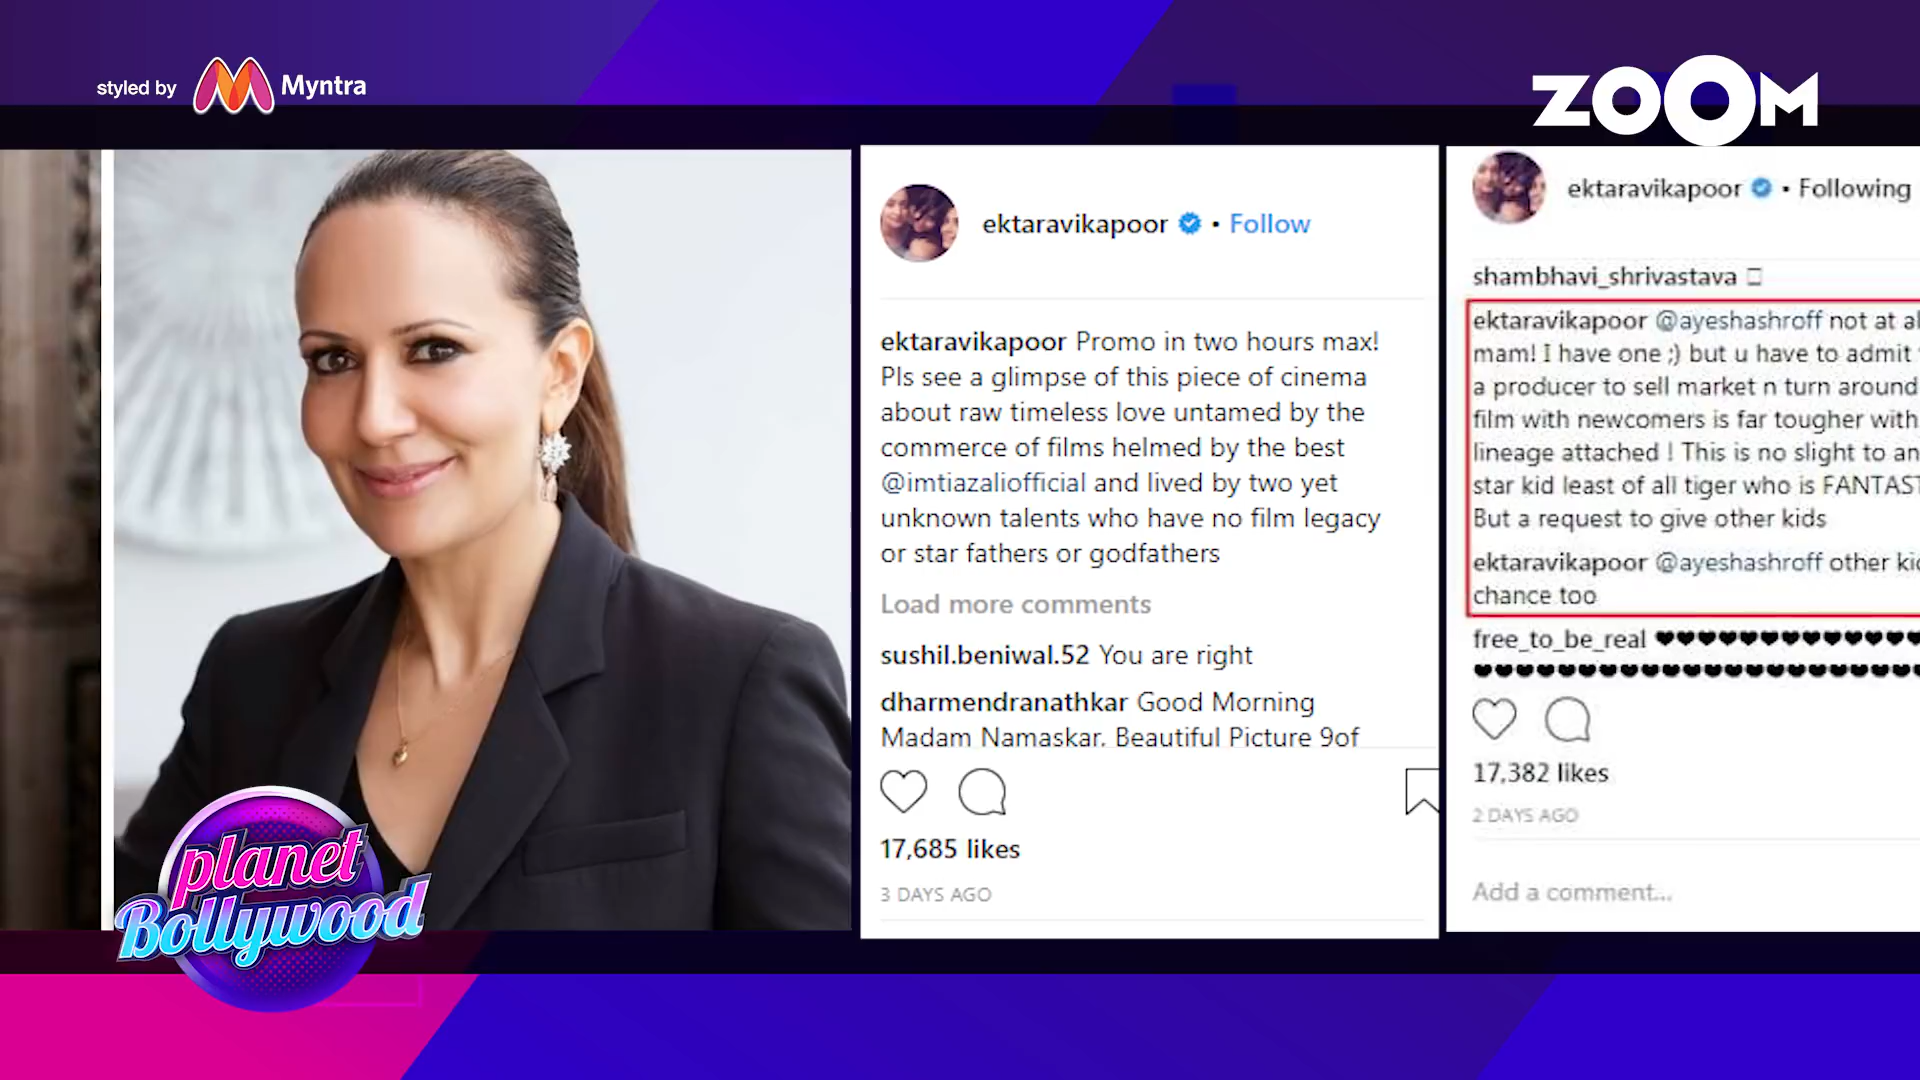 styled by Myntra
ZOOM
ektaravikapoor • Follow
ektaravikapoor Promo in two hours max!
Pls see a glimpse of this piece of cinema
about raw timeless love untamed by the
commerce of films helmed by the best
@imtiazaliofficial and lived by two yet
unknown talents who have no film legacy
or star fathers or godfathers
Load more comments
sushil.beniwal.52 You are right
dharmendranathkar Good Morning
Madam Namaskar, Beautiful Picture 9of
17,685 likes
3 DAYS AGO
ektaravikapoor • Following
shambhavi_shrivastava
ektaravikapoor @ayeshashroff not at
mam! I have one ;) but u have to admit
a producer to sell market n turn around
film with newcomers is far tougher with
lineage attached ! This is no slight to
star kid least of all tiger who is
But a request to give other kids
ektaravikapoor @ayeshashroff other
chance too
free_to_be_real ♥♥♥♥♥♥♥♥♥♥♥♥♥
♥♥♥♥♥♥♥♥♥♥♥♥♥♥♥♥♥♥♥♥♥
17,382 likes
2 DAYS AGO
Add a comment...
planet
Bollywood